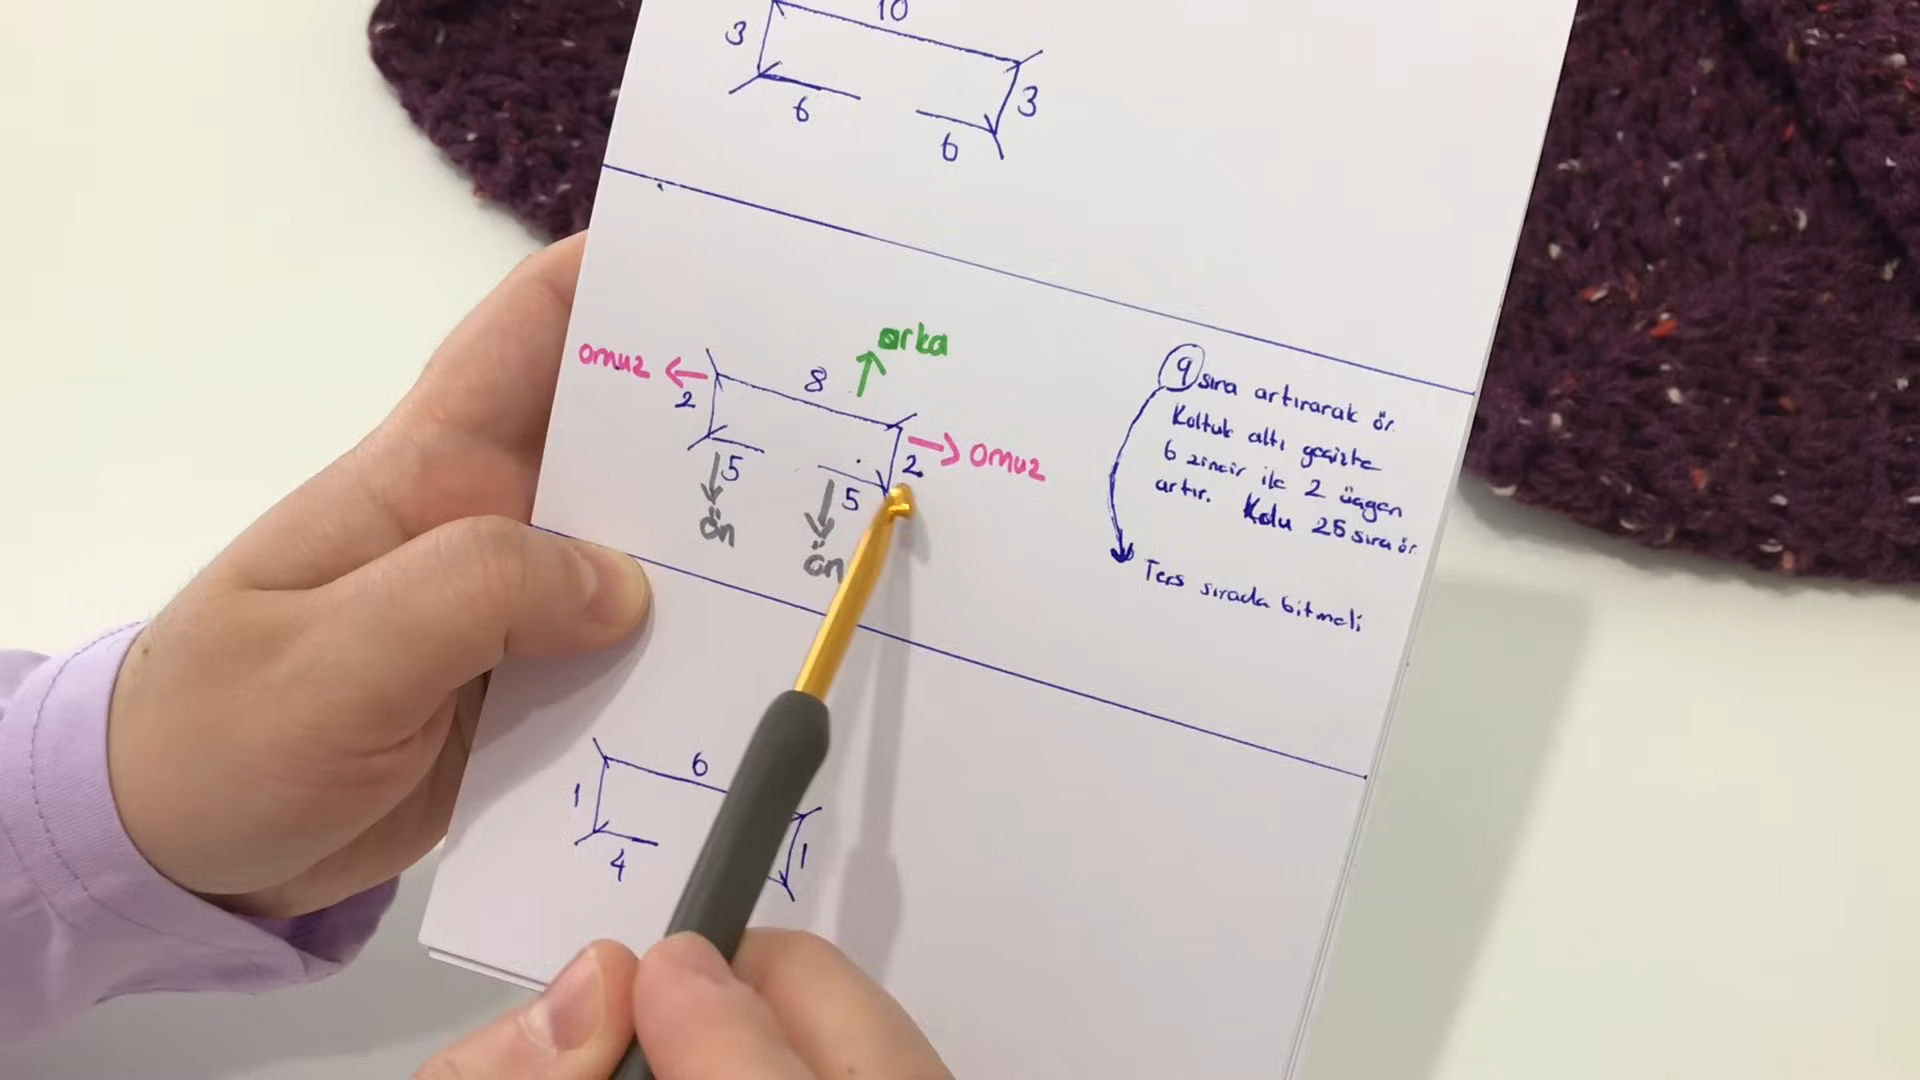 10
3
3
6
6
arka
omuz
8
2
omuz
2
5
5
ön
ön
9 sıra artırarak ör.
Koltuk altı geçişte
6 zincir ile 2 üçgen
artır. Kolu 25 sıra ör.
Ters sırada bitmeli
6
1
1
4